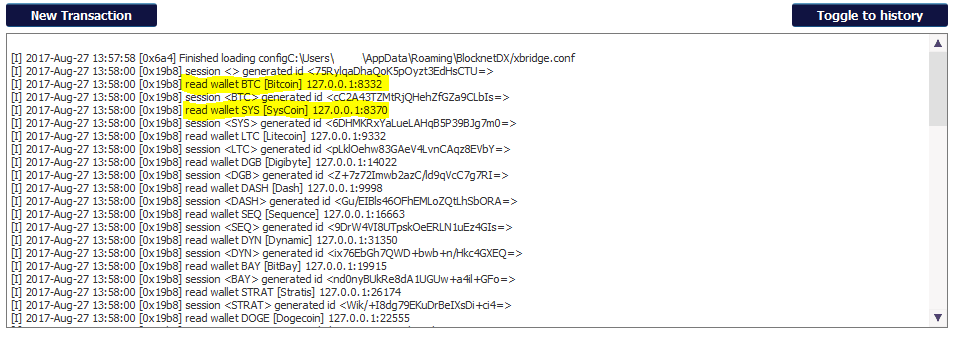 New Transaction
Toggle to history
[I] 2017-Aug-27 13:57:58 [0x6a4] Finished loading configC:\Users\ \AppData\Roaming\BlocknetDX/xbridge.conf
[I] 2017-Aug-27 13:58:00 [0x19b8] session <> generated id <75RylqaDhaQoK5pOyzt3EdHsCTU=>
[I] 2017-Aug-27 13:58:00 [0x19b8] read wallet BTC [Bitcoin] 127.0.0.1:8332
[I] 2017-Aug-27 13:58:00 [0x19b8] session <BTC> generated id <cC2A43TZMtRjQHehZfGZa9CLbIs=>
[I] 2017-Aug-27 13:58:00 [0x19b8] read wallet SYS [SysCoin] 127.0.0.1:8370
[I] 2017-Aug-27 13:58:00 [0x19b8] session <SYS> generated id <6DHMKRxYaLueLAHqB5P39BJg7m0=>
[I] 2017-Aug-27 13:58:00 [0x19b8] read wallet LTC [Litecoin] 127.0.0.1:9332
[I] 2017-Aug-27 13:58:00 [0x19b8] session <LTC> generated id <pLklOehw83GAeV4LvnCAqz8EVbY=>
[I] 2017-Aug-27 13:58:00 [0x19b8] read wallet DGB [Digibyte] 127.0.0.1:14022
[I] 2017-Aug-27 13:58:00 [0x19b8] session <DGB> generated id <Z+7z72Imwb2azC/ld9qVcC7g7RI=>
[I] 2017-Aug-27 13:58:00 [0x19b8] read wallet DASH [Dash] 127.0.0.1:9998
[I] 2017-Aug-27 13:58:00 [0x19b8] session <DASH> generated id <Gu/EIBls46OFhEMLoZQtLhSbORA=>
[I] 2017-Aug-27 13:58:00 [0x19b8] read wallet SEQ [Sequence] 127.0.0.1:16663
[I] 2017-Aug-27 13:58:00 [0x19b8] session <SEQ> generated id <9DrW4VI8UTpskOeERLN1uEz4GIs=>
[I] 2017-Aug-27 13:58:00 [0x19b8] read wallet DYN [Dynamic] 127.0.0.1:31350
[I] 2017-Aug-27 13:58:00 [0x19b8] session <DYN> generated id <ix76EbGh7QWD+bwb+n/Hkc4GXEQ=>
[I] 2017-Aug-27 13:58:00 [0x19b8] read wallet BAY [BitBay] 127.0.0.1:19915
[I] 2017-Aug-27 13:58:00 [0x19b8] session <BAY> generated id <nd0nyBUkRe8dA1UGUw+a4il+GFo=>
[I] 2017-Aug-27 13:58:00 [0x19b8] read wallet STRAT [Stratis] 127.0.0.1:26174
[I] 2017-Aug-27 13:58:00 [0x19b8] session <STRAT> generated id <Wik/+I8dg79EKuDrBeIXsDi+ci4=>
[I] 2017-Aug-27 13:58:00 [0x19b8] read wallet DOGE [Dogecoin] 127.0.0.1:22555